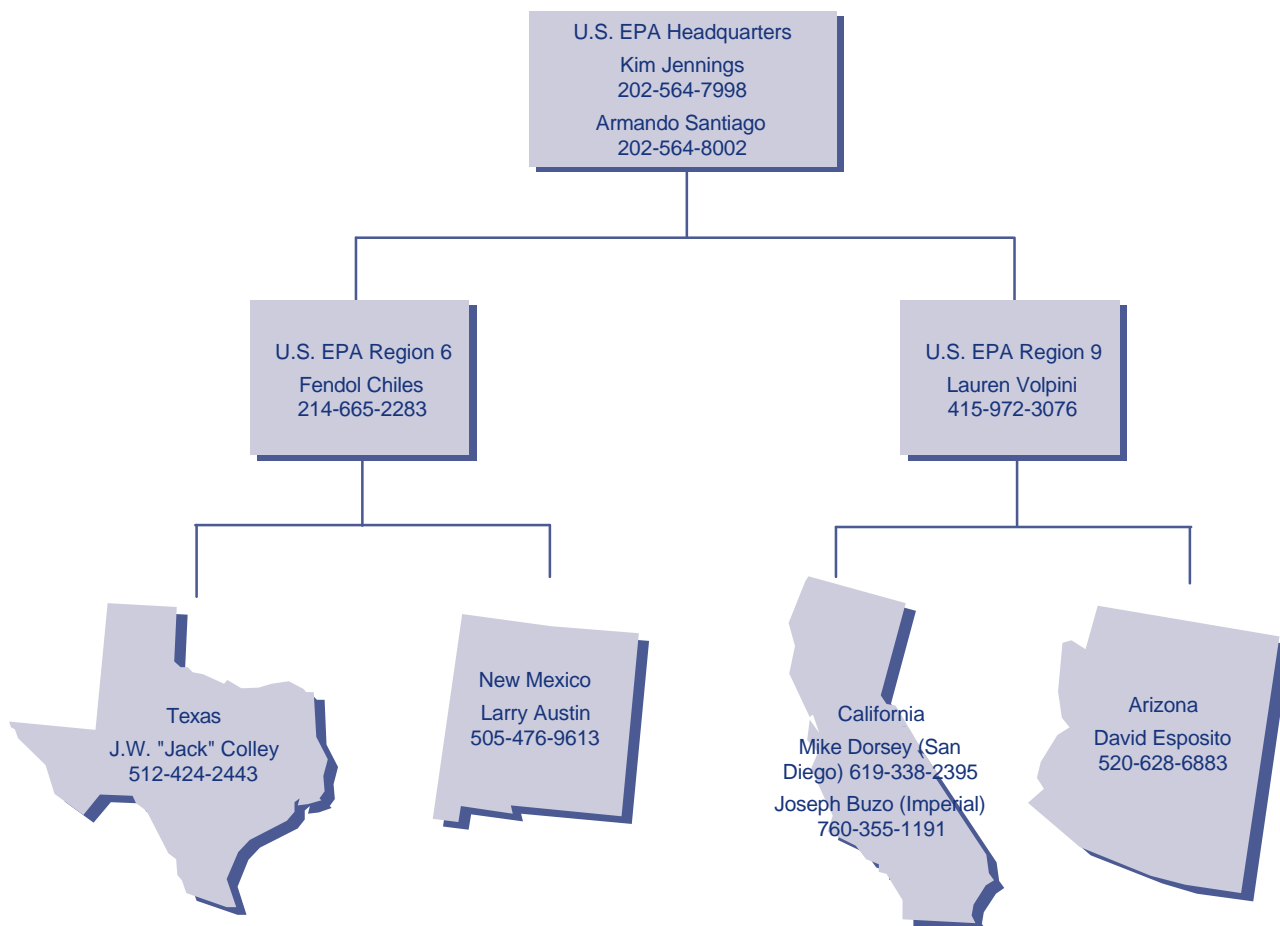 U.S. EPA Headquarters
Kim Jennings
202-564-7998
Armando Santiago
202-564-8002
U.S. EPA Region 6
Fendol Chiles
214-665-2283
U.S. EPA Region 9
Lauren Volpini
415-972-3076
Texas
J.W. "Jack" Colley
512-424-2443
New Mexico
Larry Austin
505-476-9613
California
Mike Dorsey (San
Diego) 619-338-2395
Joseph Buzo (Imperial)
760-355-1191
Arizona
David Esposito
520-628-6883